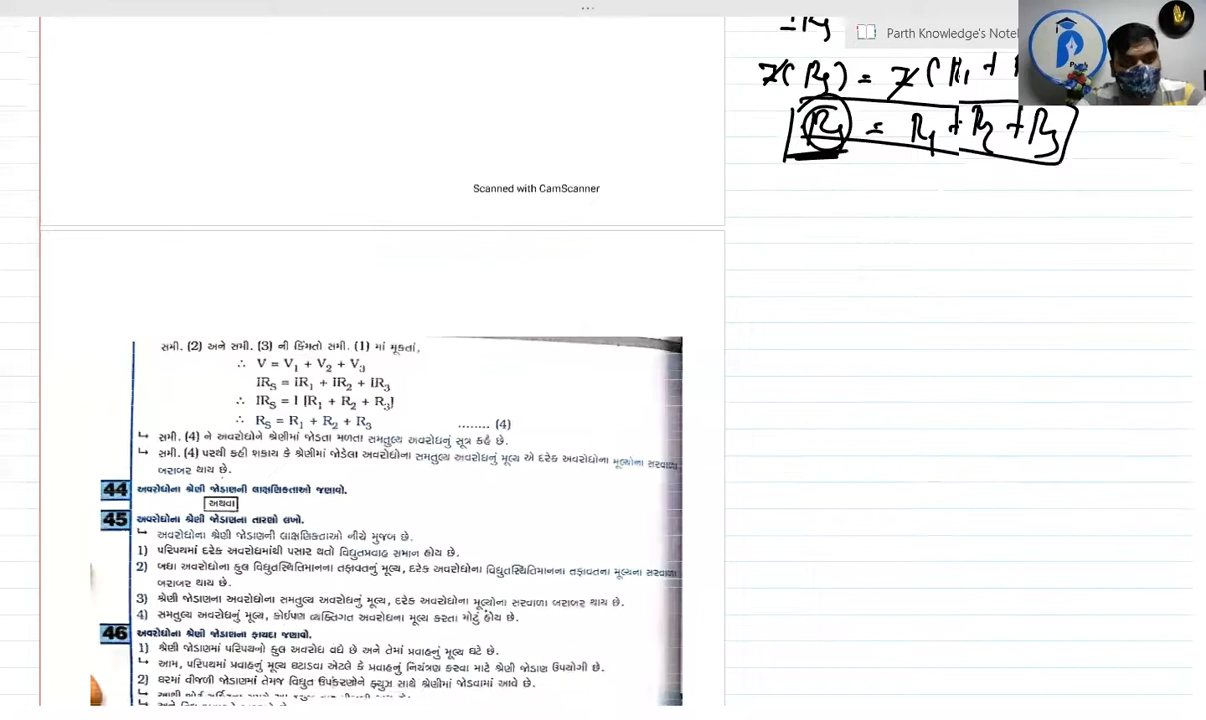 Parth Knowledge's Noteb
= R₁ + R₂ + R₃
Scanned with CamScanner
સમી. (2) અને સમી. (3) ની કિંમતો સમી. (1) માં મૂકતાં,
∴ V = V₁ + V₂ + V₃
IRₛ = IR₁ + IR₂ + IR₃
∴ IRₛ = I [R₁ + R₂ + R₃]
∴ Rₛ = R₁ + R₂ + R₃ ........ (4)
↳ સમી. (4) ને અવરોધોને શ્રેણીમાં જોડતા મળતા સમતુલ્ય અવરોધનું સૂત્ર કહે છે.
↳ સમી. (4) પરથી કહી શકાય કે શ્રેણીમાં જોડેલા અવરોધોના સમતુલ્ય અવરોધનું મૂલ્ય એ દરેક અવરોધોના મૂલ્યોના સરવાળા
બરાબર થાય છે.
44 અવરોધોના શ્રેણી જોડાણની લાક્ષણિકતાઓ જણાવો.
અથવા
45 અવરોધોના શ્રેણી જોડાણના તારણો લખો.
↳ અવરોધોના શ્રેણી જોડાણની લાક્ષણિકતાઓ નીચે મુજબ છે.
1) પરિપથમાં દરેક અવરોધમાંથી પસાર થતો વિદ્યુતપ્રવાહ સમાન હોય છે.
2) બધા અવરોધોના કુલ વિદ્યુતસ્થિતિમાનના તફાવતનું મૂલ્ય, દરેક અવરોધોના વિદ્યુતસ્થિતિમાનના તફાવતના મૂલ્યના સરવાળા
બરાબર થાય છે.
3) શ્રેણી જોડાણના અવરોધોના સમતુલ્ય અવરોધનું મૂલ્ય, દરેક અવરોધોના મૂલ્યોના સરવાળા બરાબર થાય છે.
4) સમતુલ્ય અવરોધનું મૂલ્ય, કોઈપણ વ્યક્તિગત અવરોધના મૂલ્ય કરતા મોટું હોય છે.
46 અવરોધોના શ્રેણી જોડાણના ફાયદા જણાવો.
1) શ્રેણી જોડાણમાં પરિપથનો કુલ અવરોધ વધે છે અને તેમાં પ્રવાહનું મૂલ્ય ઘટે છે.
↳ આમ, પરિપથમાં પ્રવાહનું મૂલ્ય ઘટાડવા એટલે કે પ્રવાહનું નિયંત્રણ કરવા માટે શ્રેણી જોડાણ ઉપયોગી છે.
2) ઘરમાં વીજળી જોડાણમાં તેમજ વિદ્યુત ઉપકરણોને ફ્યુઝ સાથે શ્રેણીમાં જોડવામાં આવે છે.